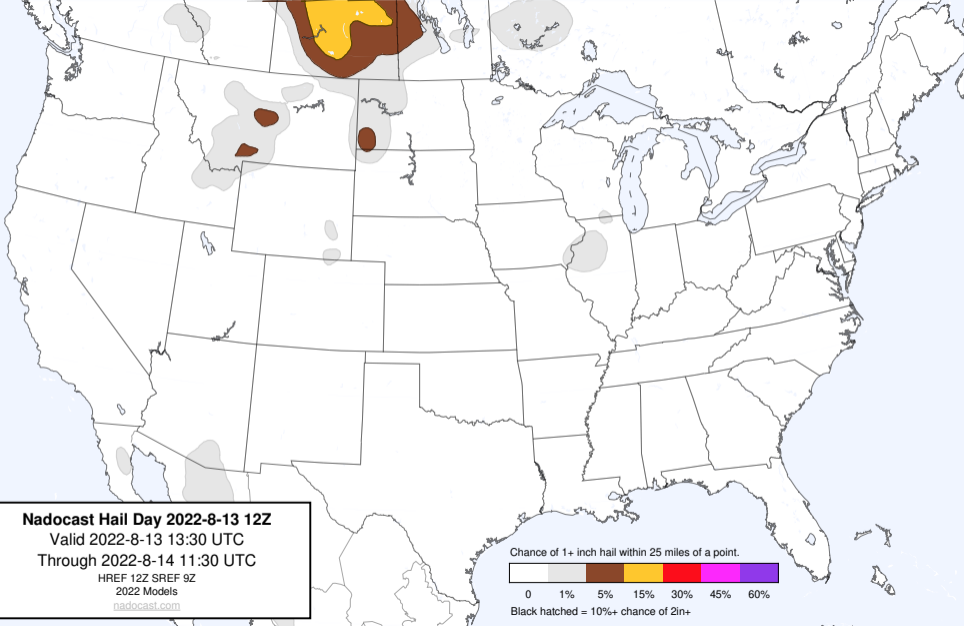 Nadocast Hail Day 2022-8-13 12Z
Valid 2022-8-13 13:30 UTC
Through 2022-8-14 11:30 UTC
HREF 12Z SREF 9Z
2022 Models
nadocast.com
Chance of 1+ inch hail within 25 miles of a point.
0 1% 5% 15% 30% 45% 60%
Black hatched = 10%+ chance of 2in+